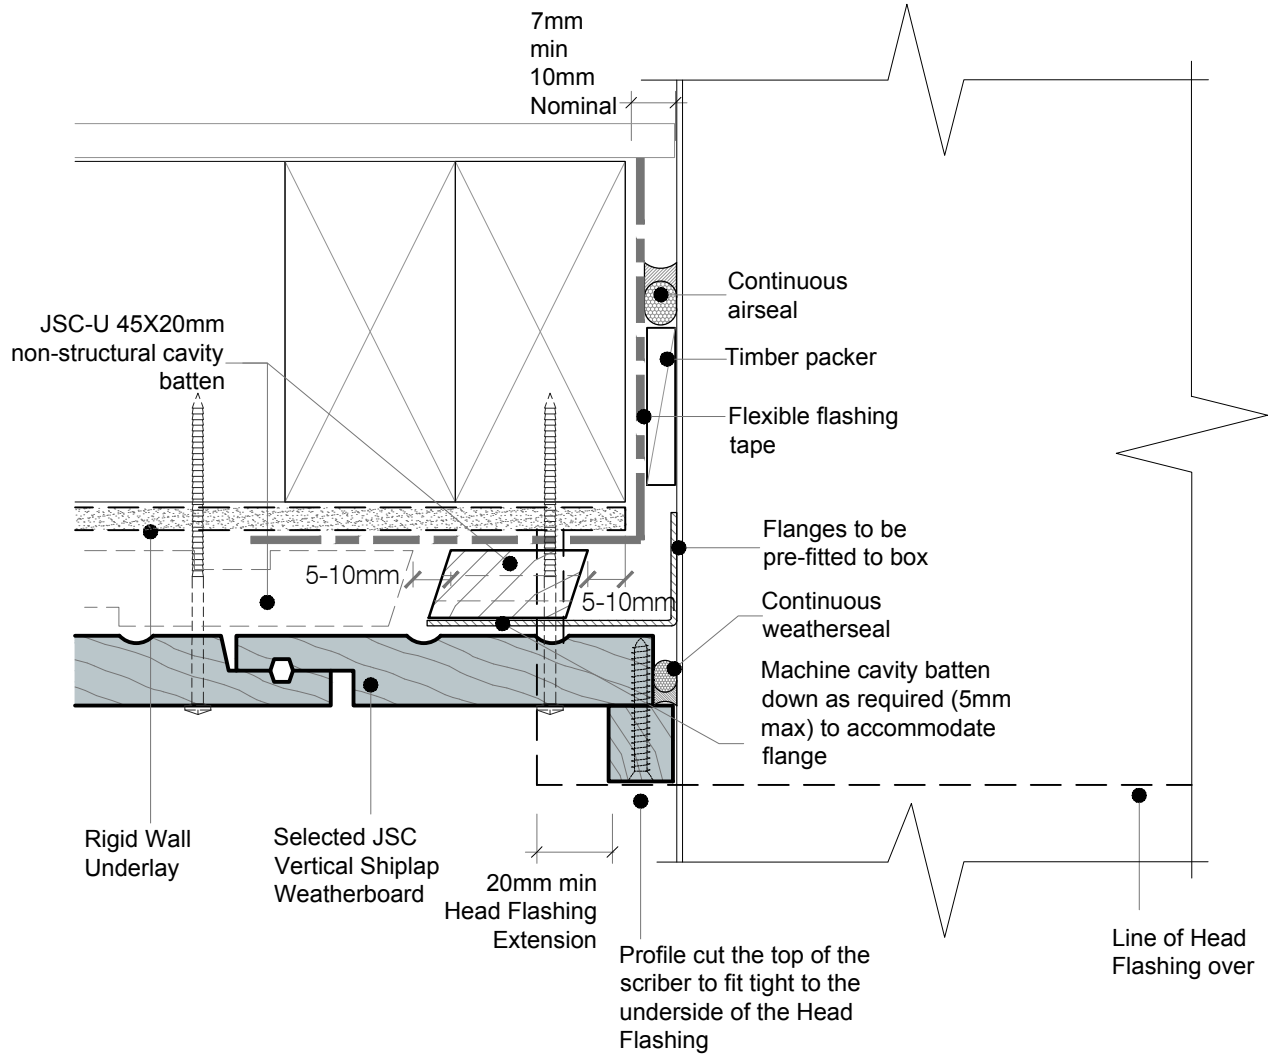 7mm
min
10mm
Nominal
Continuous
airseal
JSC-U 45X20mm
non-structural cavity
batten
Timber packer
Flexible flashing
tape
Flanges to be
pre-fitted to box
5-10mm
5-10mm
Continuous
weatherseal
Machine cavity batten
down as required (5mm
max) to accommodate
flange
Rigid Wall
Underlay
Selected JSC
Vertical Shiplap
Weatherboard
20mm min
Head Flashing
Extension
Profile cut the top of the
scriber to fit tight to the
underside of the Head
Flashing
Line of Head
Flashing over